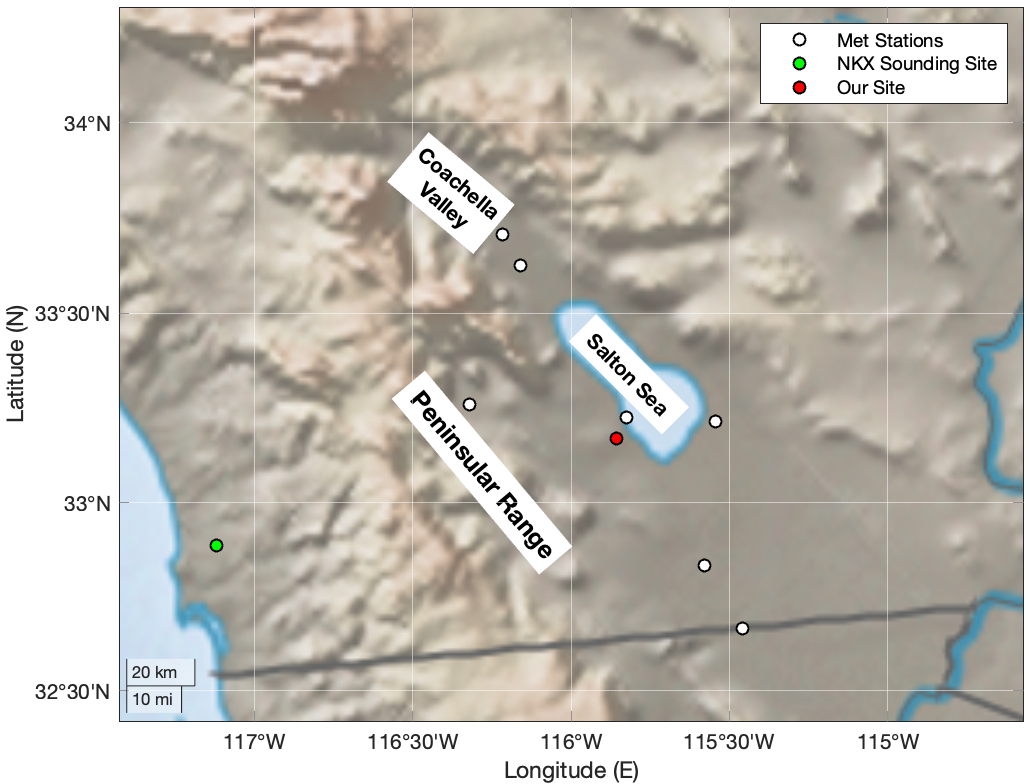 Met Stations
NKX Sounding Site
Our Site
34°N
33°30'N
33°N
32°30'N
Latitude (N)
Coachella
Valley
Salton Sea
Peninsular Range
20 km
10 mi
117°W
116°30'W
116°W
115°30'W
115°W
Longitude (E)